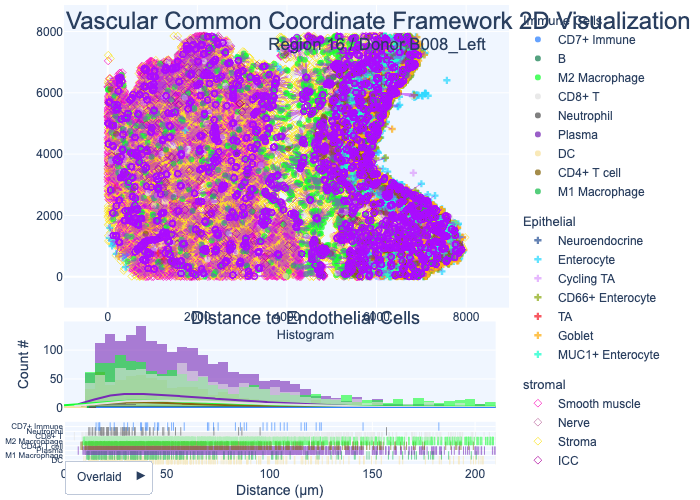 Vascular Common Coordinate Framework 2D Visualization
Region 16 / Donor B008_Left
8000
6000
4000
2000
0
0
2000
4000
6000
8000
Immune Cells
CD7+ Immune
B
M2 Macrophage
CD8+ T
Neutrophil
Plasma
DC
CD4+ T cell
M1 Macrophage
Epithelial
Neuroendocrine
Enterocyte
Cycling TA
CD66+ Enterocyte
TA
Goblet
MUC1+ Enterocyte
stromal
Smooth muscle
Nerve
Stroma
ICC
Distance to Endothelial Cells
Histogram
Count #
100
50
0
CD7+ Immune
Neutrophil
CD8+ T
M2 Macrophage
CD4+ T cell
Plasma
M1 Macrophage
DC
0
50
100
150
200
Distance (μm)
Overlaid ▶